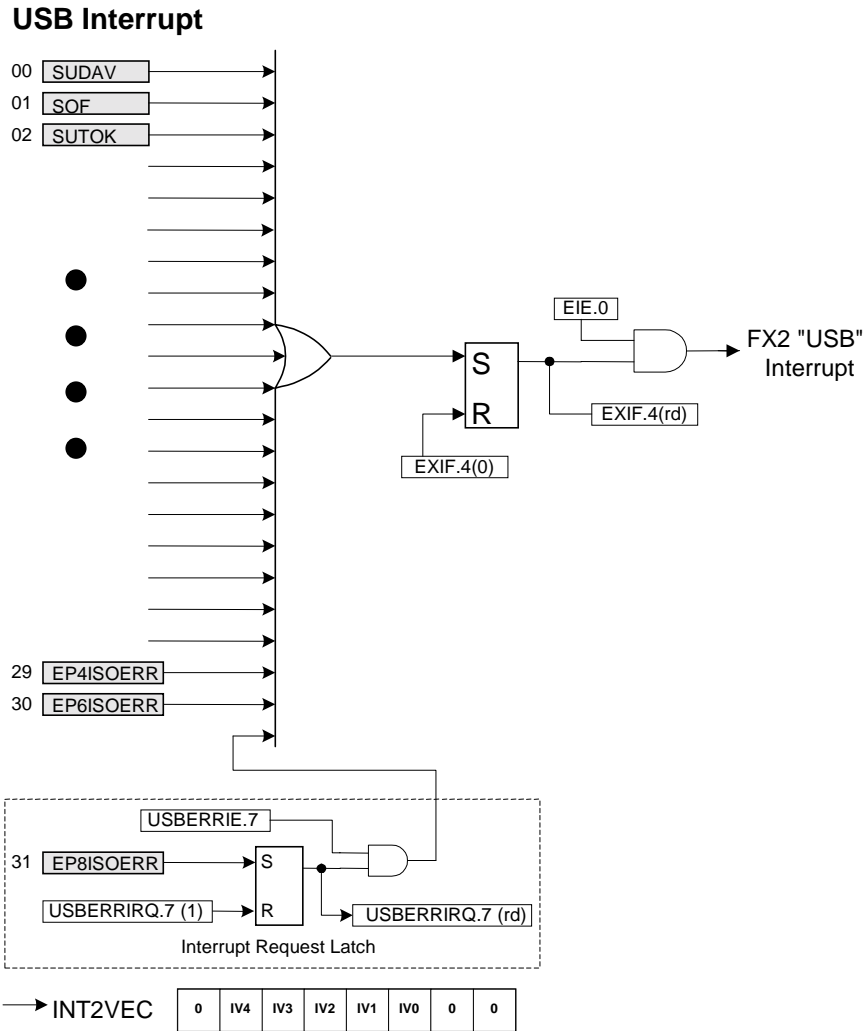 USB Interrupt
00 SUDAV
01 SOF
02 SUTOK
EIE.0
FX2 "USB"
Interrupt
S
R
EXIF.4(rd)
EXIF.4(0)
29 EP4ISOERR
30 EP6ISOERR
USBERRIE.7
31 EP8ISOERR
S
USBERRIRQ.7 (1)
R
USBERRIRQ.7 (rd)
Interrupt Request Latch
INT2VEC 0 IV4 IV3 IV2 IV1 IV0 0 0